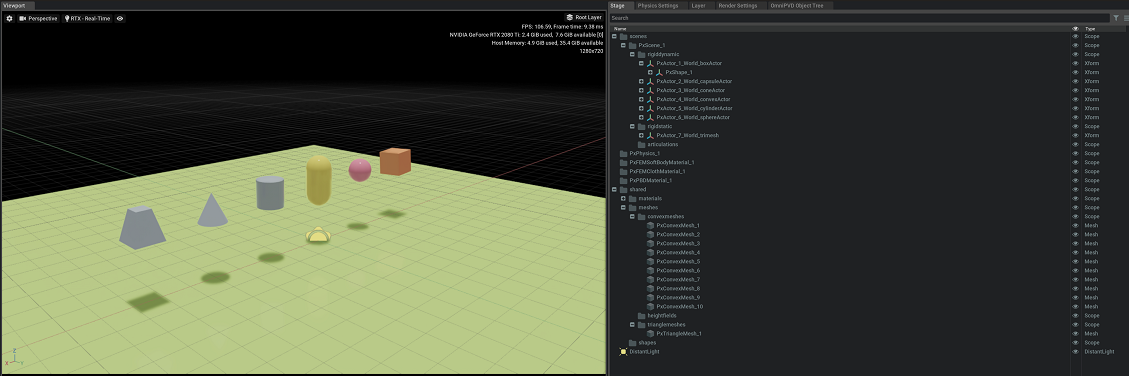 Viewport
Perspective
RTX - Real-Time
Root Layer
FPS: 106.59, Frame time: 9.38 ms
NVIDIA GeForce RTX 2080 Ti: 2.4 GiB used, 7.6 GiB available [0]
Host Memory: 4.9 GiB used, 35.4 GiB available
1280x720
Z
X
Y
Stage Physics Settings Layer Render Settings OmniPVD Object Tree
Search
Name Type
scenes Scope
PxScene_1 Scope
rigiddynamic Scope
PxActor_1_World_boxActor Xform
PxShape_1 Xform
PxActor_2_World_capsuleActor Xform
PxActor_3_World_coneActor Xform
PxActor_4_World_convexActor Xform
PxActor_5_World_cylinderActor Xform
PxActor_6_World_sphereActor Xform
rigidstatic Scope
PxActor_7_World_trimesh Xform
articulations Scope
PxPhysics_1 Scope
PxFEMSoftBodyMaterial_1 Scope
PxFEMClothMaterial_1 Scope
PxPBDMaterial_1 Scope
shared Scope
materials Scope
meshes Scope
convexmeshes Scope
PxConvexMesh_1 Mesh
PxConvexMesh_2 Mesh
PxConvexMesh_3 Mesh
PxConvexMesh_4 Mesh
PxConvexMesh_5 Mesh
PxConvexMesh_6 Mesh
PxConvexMesh_7 Mesh
PxConvexMesh_8 Mesh
PxConvexMesh_9 Mesh
PxConvexMesh_10 Mesh
heightfields Scope
trianglemeshes Scope
PxTriangleMesh_1 Mesh
shapes Scope
DistantLight DistantLight